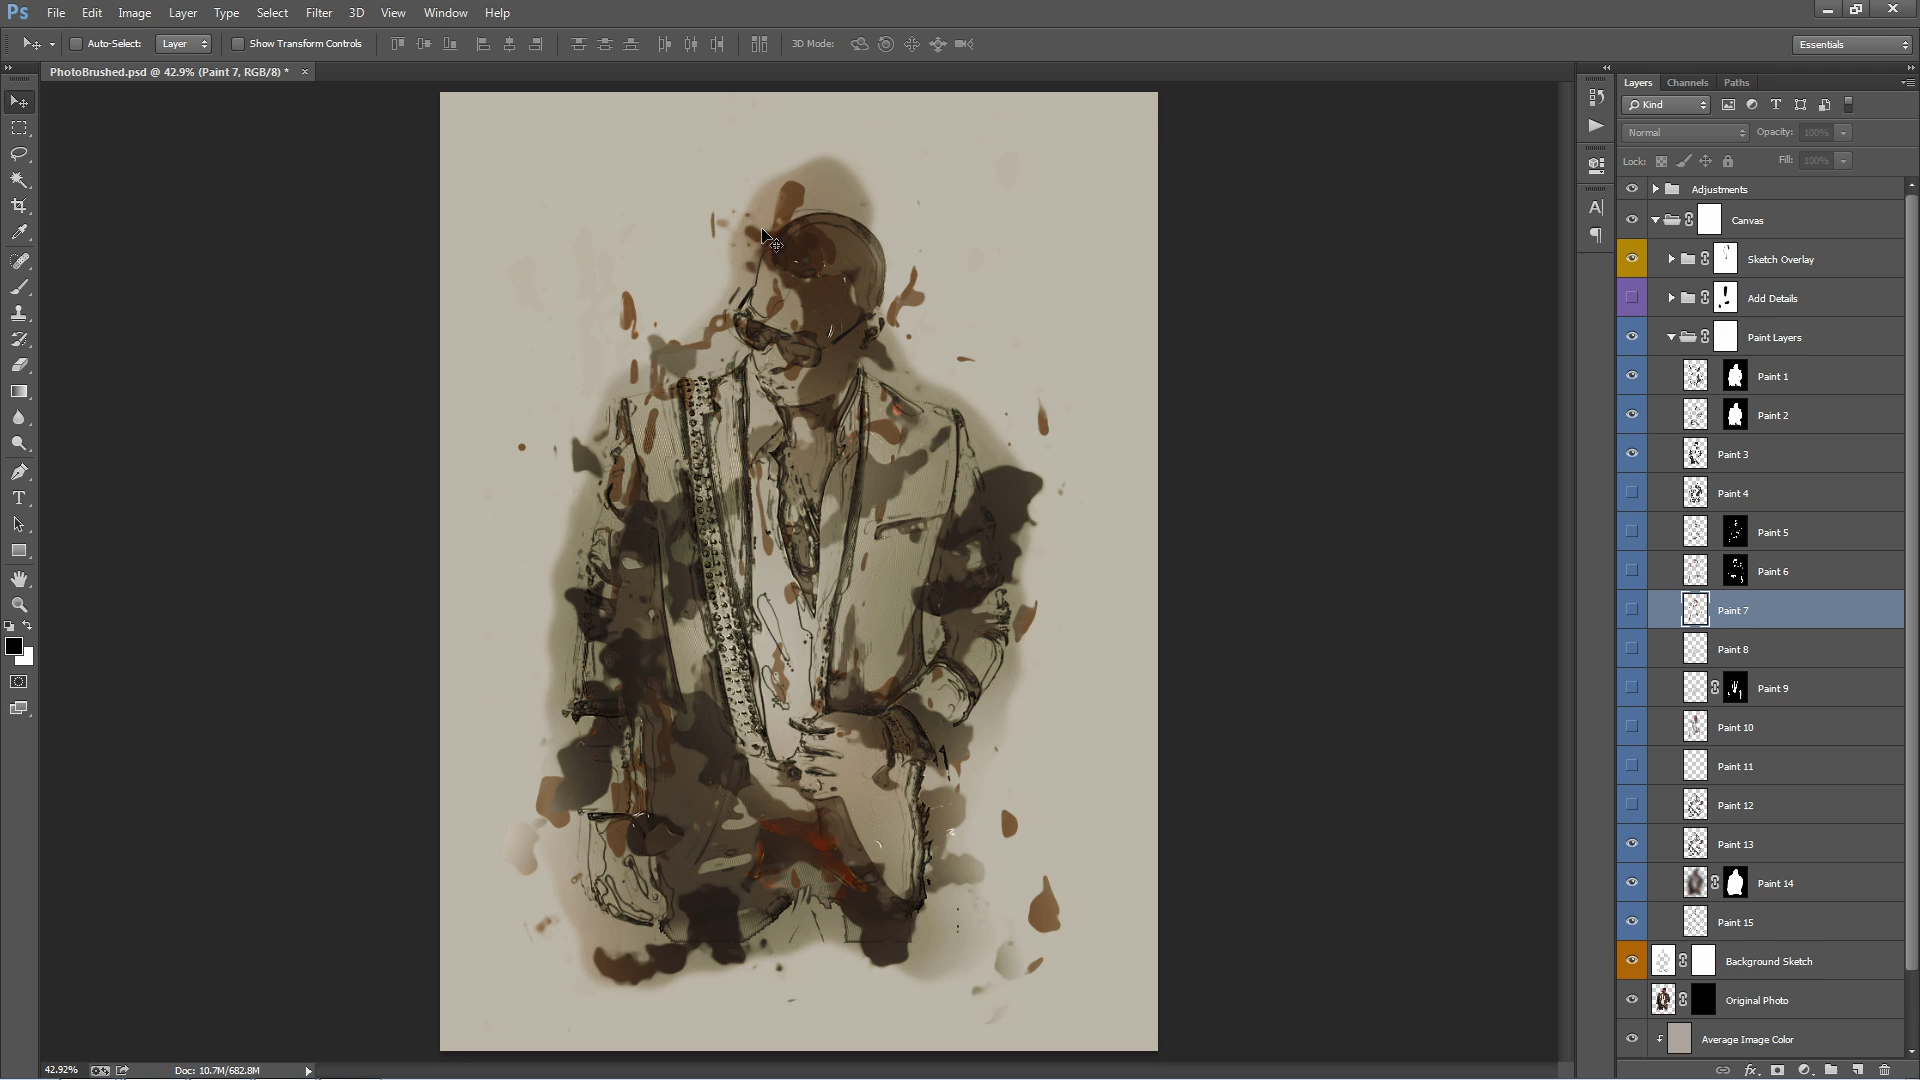 Ps File Edit Image Layer Type Select Filter 3D View Window Help
Auto-Select: Layer Show Transform Controls 3D Mode: Essentials
PhotoBrushed.psd @ 42.9% (Paint 7, RGB/8) * ×
Layers Channels Paths
Kind
Normal Opacity: 100%
Lock: Fill: 100%
Adjustments
Canvas
Sketch Overlay
Add Details
Paint Layers
Paint 1
Paint 2
Paint 3
Paint 4
Paint 5
Paint 6
Paint 7
Paint 8
Paint 9
Paint 10
Paint 11
Paint 12
Paint 13
Paint 14
Paint 15
Background Sketch
Original Photo
Average Image Color
42.92% Doc: 10.7M/682.8M